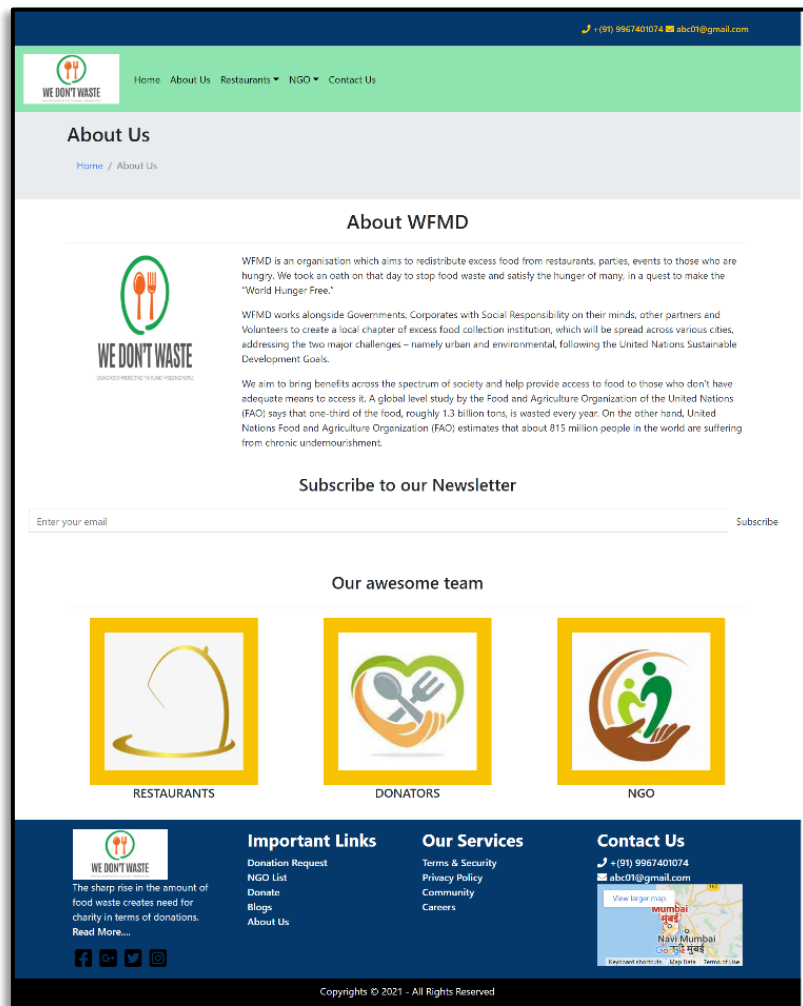 +(91) 9967401074 abc01@gmail.com
WE DON'T WASTE
Home About Us Restaurants NGO Contact Us
About Us
Home / About Us
About WFMD
WE DON'T WASTE
WFMD is an organisation which aims to redistribute excess food from restaurants, parties, events to those who are
hungry. We took an oath on that day to stop food waste and satisfy the hunger of many, in a quest to make the
"World Hunger Free."
WFMD works alongside Governments, Corporates with Social Responsibility on their minds, other partners and
Volunteers to create a local chapter of excess food collection institution, which will be spread across various cities,
addressing the two major challenges – namely urban and environmental, following the United Nations Sustainable
Development Goals.
We aim to bring benefits across the spectrum of society and help provide access to food to those who don't have
adequate means to access it. A global level study by the Food and Agriculture Organization of the United Nations
(FAO) says that one-third of the food, roughly 1.3 billion tons, is wasted every year. On the other hand, United
Nations Food and Agriculture Organization (FAO) estimates that about 815 million people in the world are suffering
from chronic undernourishment.
Subscribe to our Newsletter
Enter your email Subscribe
Our awesome team
RESTAURANTS DONATORS NGO
WE DON'T WASTE
The sharp rise in the amount of
food waste creates need for
charity in terms of donations.
Read More....
Important Links
Donation Request
NGO List
Donate
Blogs
About Us
Our Services
Terms & Security
Privacy Policy
Community
Careers
Contact Us
+(91) 9967401074
abc01@gmail.com
View larger map
Mumbai
मुंबई
Navi Mumbai
Google
नवी मुंबई
Keyboard shortcuts Map Data Terms of Use
Copyrights © 2021 - All Rights Reserved